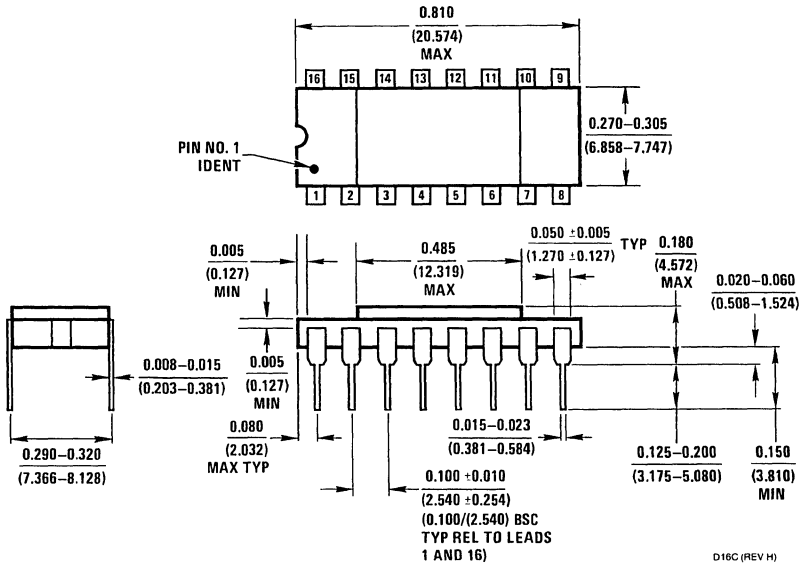 0.810
(20.574)
MAX
16 15 14 13 12 11 10 9
0.270–0.305
(6.858–7.747)
PIN NO. 1
IDENT
1 2 3 4 5 6 7 8
0.005
(0.127)
MIN
0.485
(12.319)
MAX
0.050 ±0.005
(1.270 ±0.127)
TYP
0.180
(4.572)
MAX
0.020–0.060
(0.508–1.524)
0.008–0.015
(0.203–0.381)
0.005
(0.127)
MIN
0.080
(2.032)
MAX TYP
0.015–0.023
(0.381–0.584)
0.290–0.320
(7.366–8.128)
0.125–0.200
(3.175–5.080)
0.150
(3.810)
MIN
0.100 ±0.010
(2.540 ±0.254)
(0.100/(2.540) BSC
TYP REL TO LEADS
1 AND 16)
D16C (REV H)